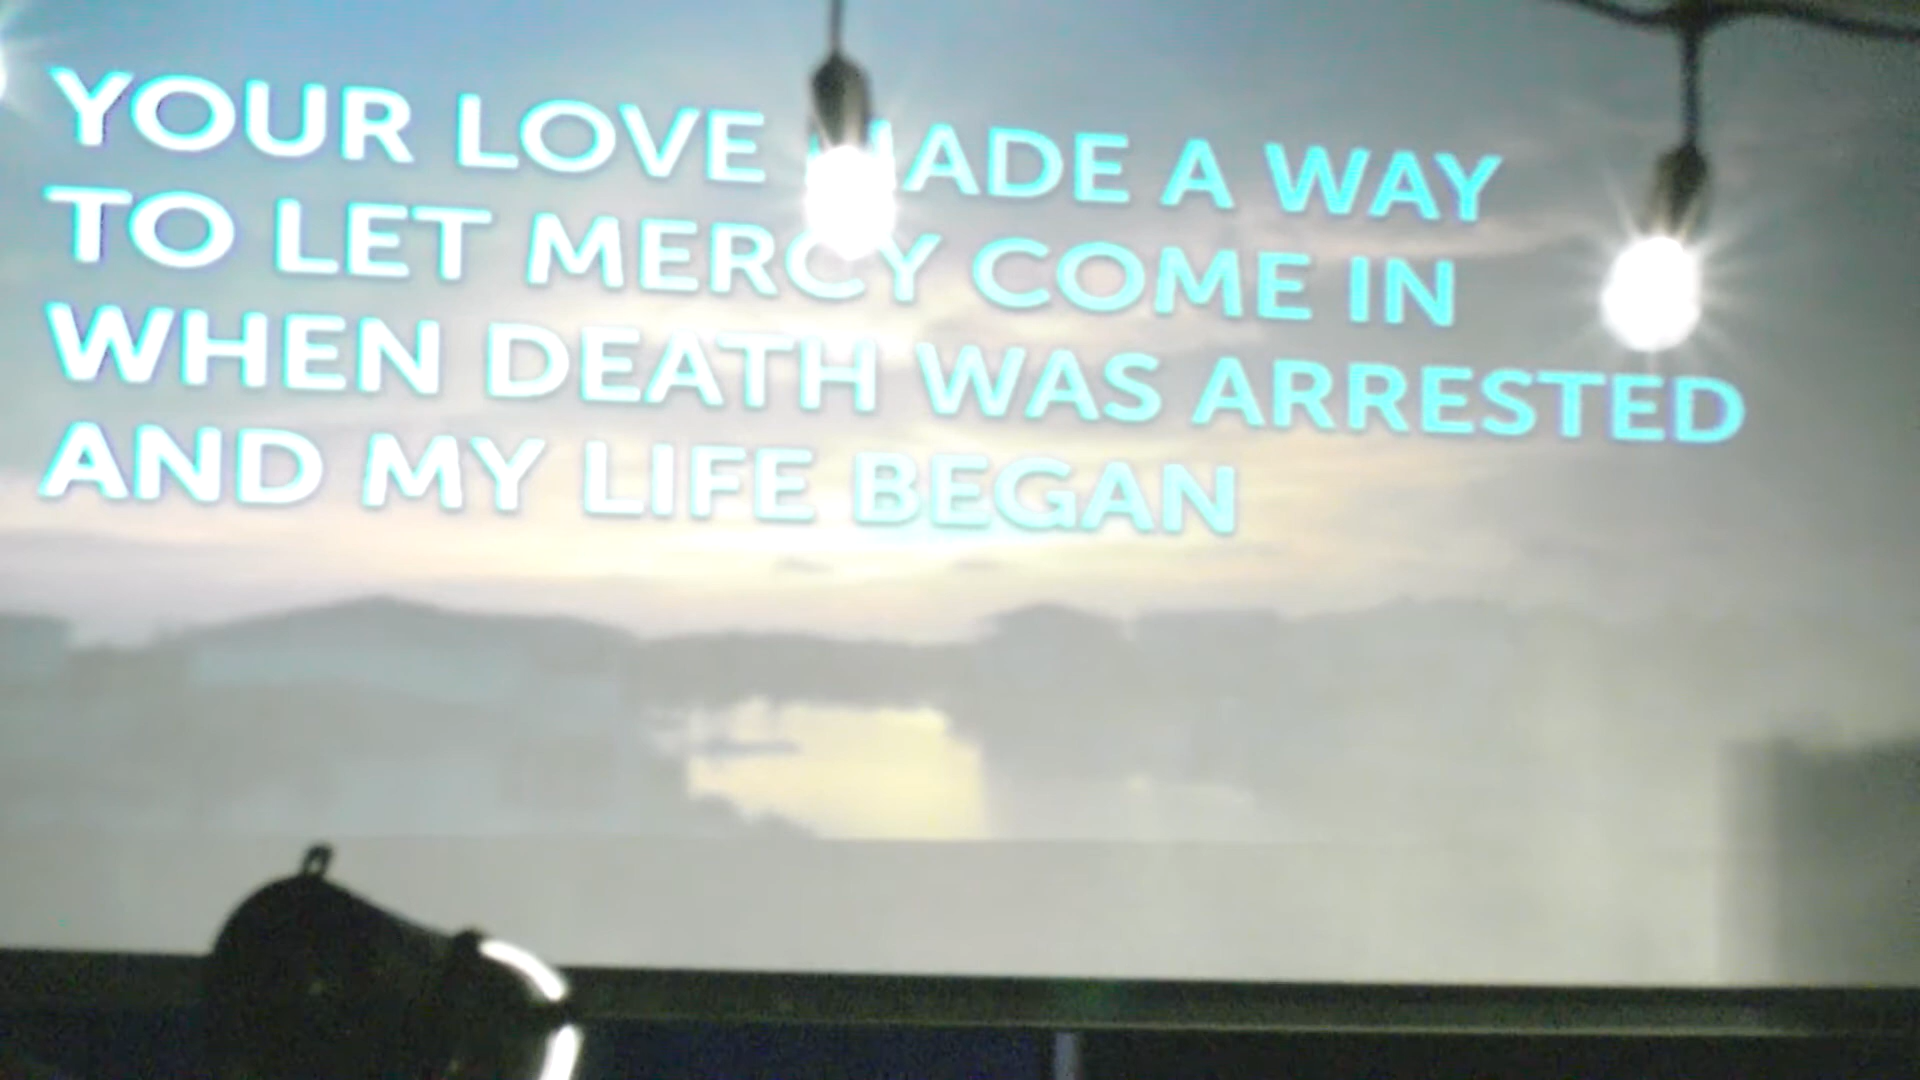 YOUR LOVE MADE A WAY
TO LET MERCY COME IN
WHEN DEATH WAS ARRESTED
AND MY LIFE BEGAN